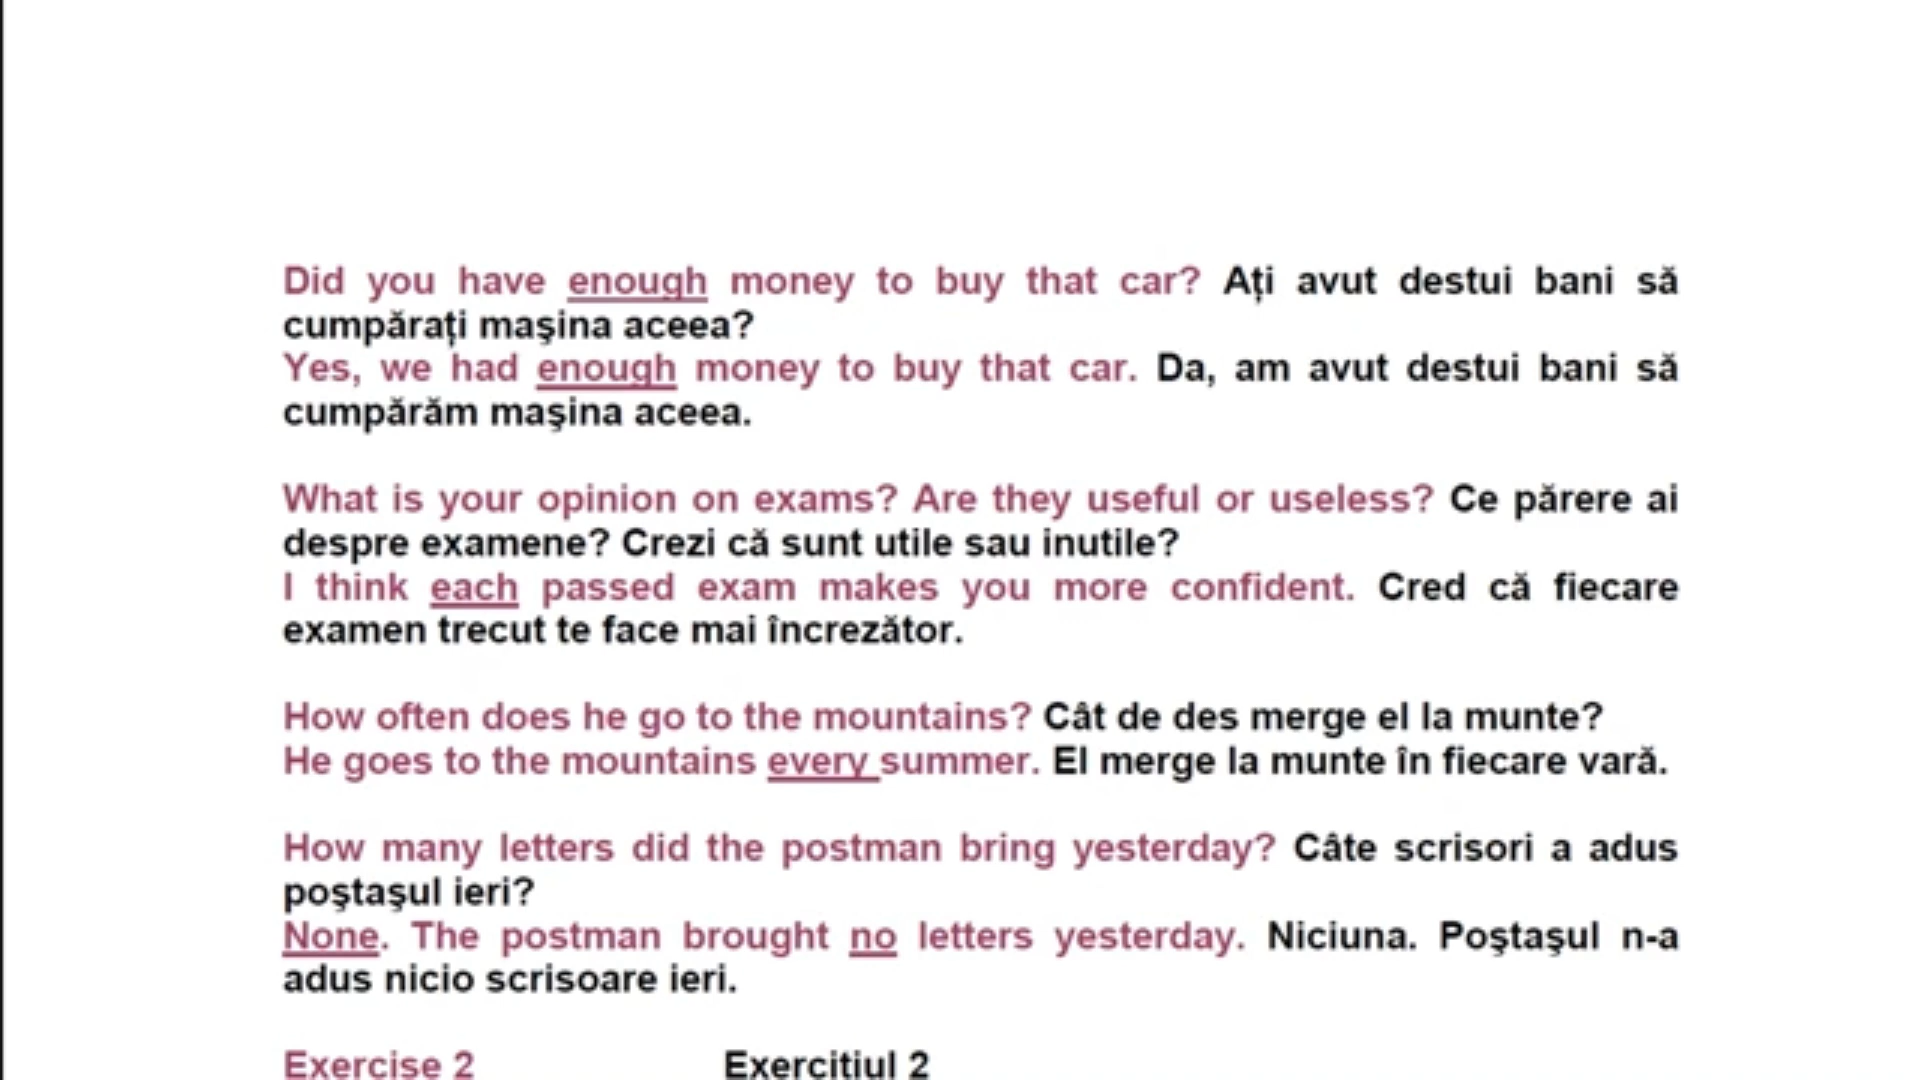 Did you have enough money to buy that car? Aţi avut destui bani să
cumpăraţi maşina aceea?
Yes, we had enough money to buy that car. Da, am avut destui bani să
cumpărăm maşina aceea.
What is your opinion on exams? Are they useful or useless? Ce părere ai
despre examene? Crezi că sunt utile sau inutile?
I think each passed exam makes you more confident. Cred că fiecare
examen trecut te face mai încrezător.
How often does he go to the mountains? Cât de des merge el la munte?
He goes to the mountains every summer. El merge la munte în fiecare vară.
How many letters did the postman bring yesterday? Câte scrisori a adus
poştaşul ieri?
None. The postman brought no letters yesterday. Niciuna. Poştaşul n-a
adus nicio scrisoare ieri.
Exercise 2 Exerciţiul 2